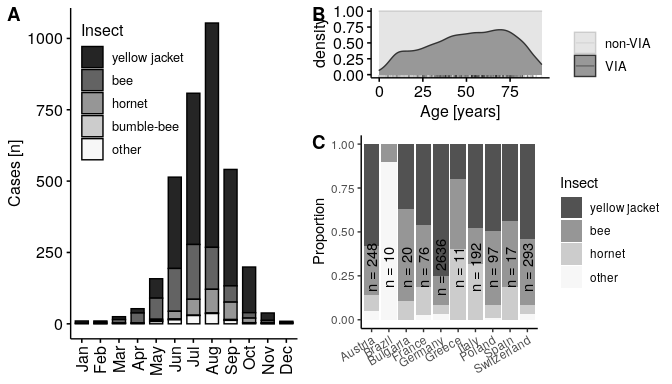 A
Insect
yellow jacket
bee
hornet
bumble-bee
other
Cases [n]
1000
750
500
250
0
Jan
Feb
Mar
Apr
May
Jun
Jul
Aug
Sep
Oct
Nov
Dec
B
density
1.00
0.75
0.50
0.25
0.00
0
25
50
75
Age [years]
non-VIA
VIA
C
Proportion
1.00
0.75
0.50
0.25
0.00
n = 248
n = 10
n = 20
n = 76
n = 2636
n = 11
n = 192
n = 97
n = 17
n = 293
Austria
Brazil
Bulgaria
France
Germany
Greece
Italy
Poland
Spain
Switzerland
Insect
yellow jacket
bee
hornet
other